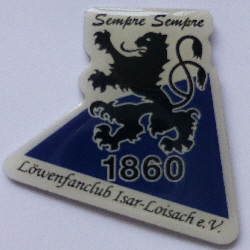 Sempre Sempre
1860
Löwenfanclub Isar-Loisach e.V.